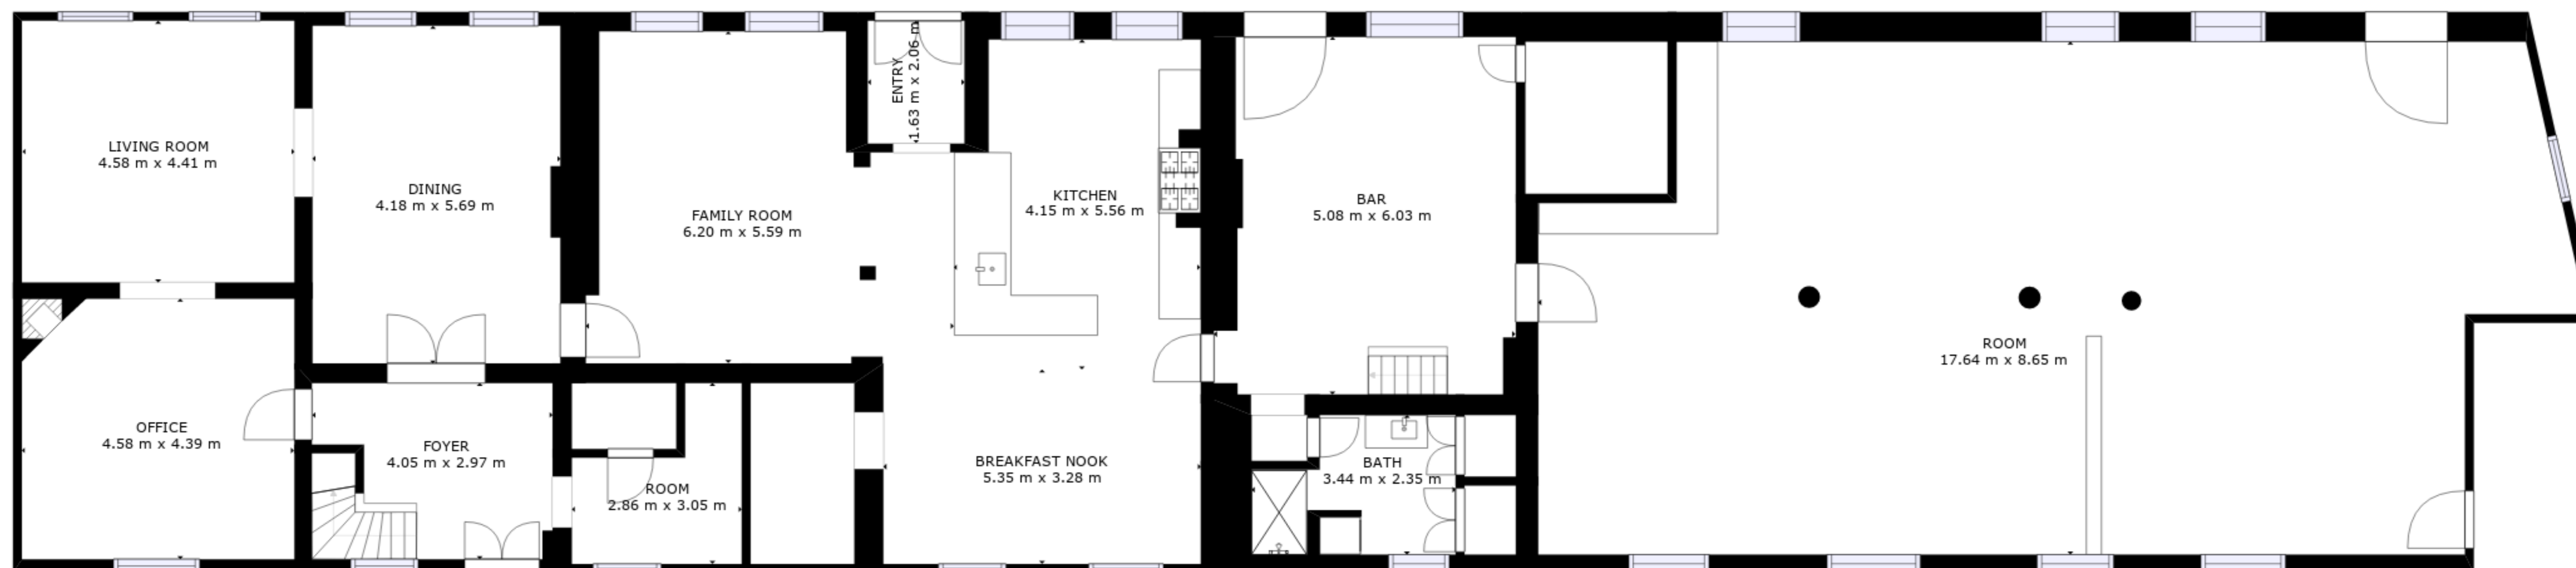 LIVING ROOM
4.58 m x 4.41 m
DINING
4.18 m x 5.69 m
FAMILY ROOM
6.20 m x 5.59 m
ENTRY
1.63 m x 2.06 m
KITCHEN
4.15 m x 5.56 m
BAR
5.08 m x 6.03 m
ROOM
17.64 m x 8.65 m
OFFICE
4.58 m x 4.39 m
FOYER
4.05 m x 2.97 m
ROOM
2.86 m x 3.05 m
BREAKFAST NOOK
5.35 m x 3.28 m
BATH
3.44 m x 2.35 m